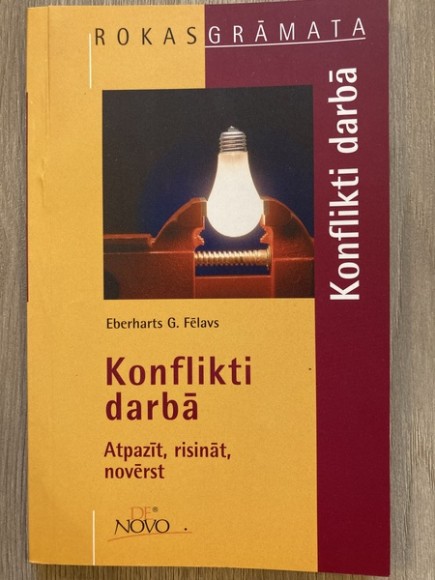 ROKASGRĀMATA
Konflikti darbā
Eberharts G. Fēlavs
Konflikti
darbā
Atpazīt, risināt,
novērst
DE®
NOVO